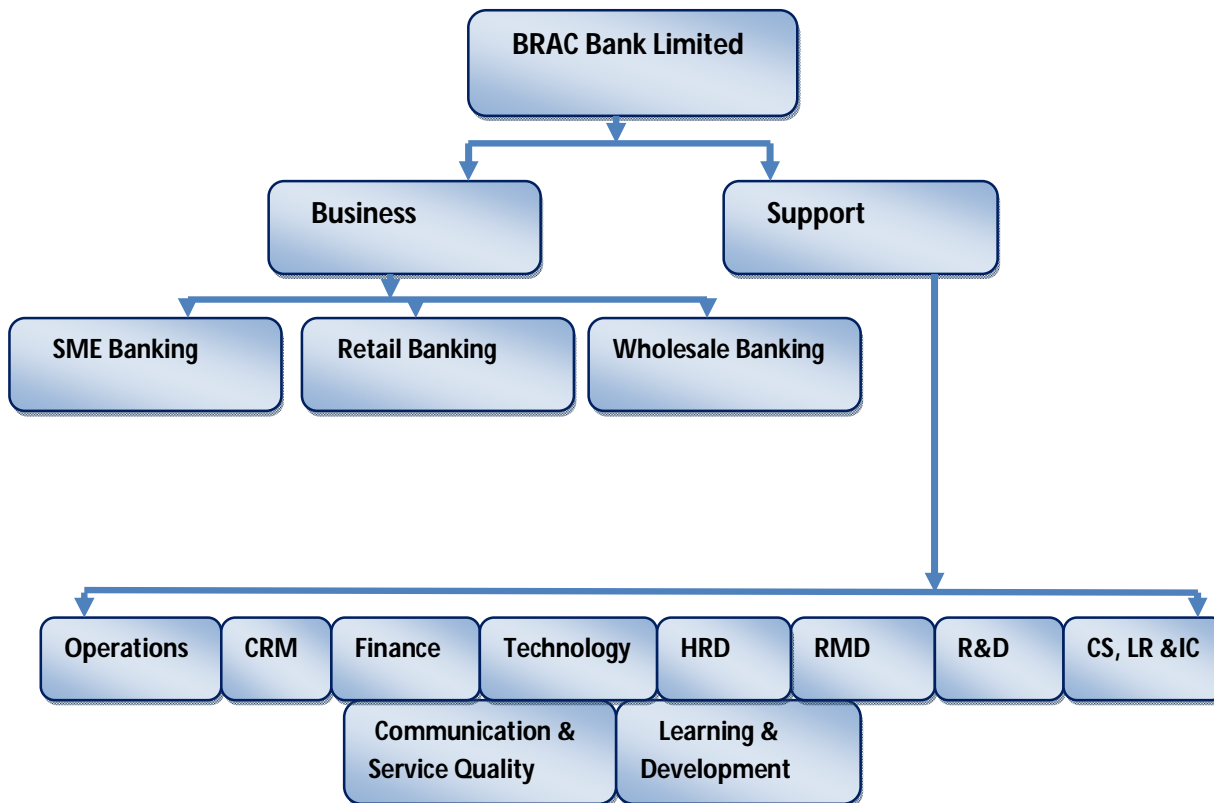 BRAC Bank Limited
Business
Support
SME Banking
Retail Banking
Wholesale Banking
Operations
CRM
Finance
Technology
HRD
RMD
R&D
CS, LR &IC
Communication &
Service Quality
Learning &
Development